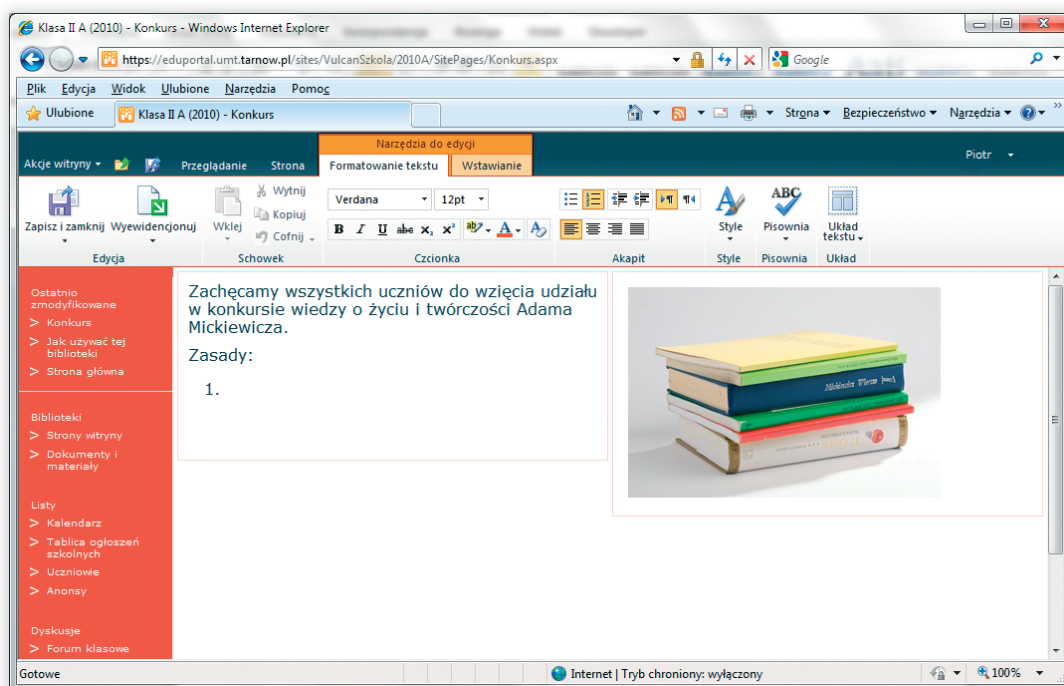 Klasa II A (2010) - Konkurs - Windows Internet Explorer
https://eduportal.umt.tarnow.pl/sites/VulcanSzkola/2010A/SitePages/Konkurs.aspx
Google
Plik Edycja Widok Ulubione Narzędzia Pomoc
Ulubione Klasa II A (2010) - Konkurs Strona Bezpieczeństwo Narzędzia
Narzędzia do edycji
Akcje witryny Przeglądanie Strona Formatowanie tekstu Wstawianie Piotr
Zapisz i zamknij Wyewidencjonuj
Wklej
Wytnij
Kopiuj
Cofnij
Verdana 12pt
B I U abc X₂ X² ab A A
Style
ABC
Pisownia
Układ
tekstu
Edycja Schowek Czcionka Akapit Style Pisownia Układ
Ostatnio
zmodyfikowane
> Konkurs
> Jak używać tej
biblioteki
> Strona główna
Biblioteki
> Strony witryny
> Dokumenty i
materiały
Listy
> Kalendarz
> Tablica ogłoszeń
szkolnych
> Uczniowie
> Anonsy
Dyskusje
> Forum klasowe
Zachęcamy wszystkich uczniów do wzięcia udziału
w konkursie wiedzy o życiu i twórczości Adama
Mickiewicza.
Zasady:
1.
Gotowe Internet | Tryb chroniony: wyłączony 100%